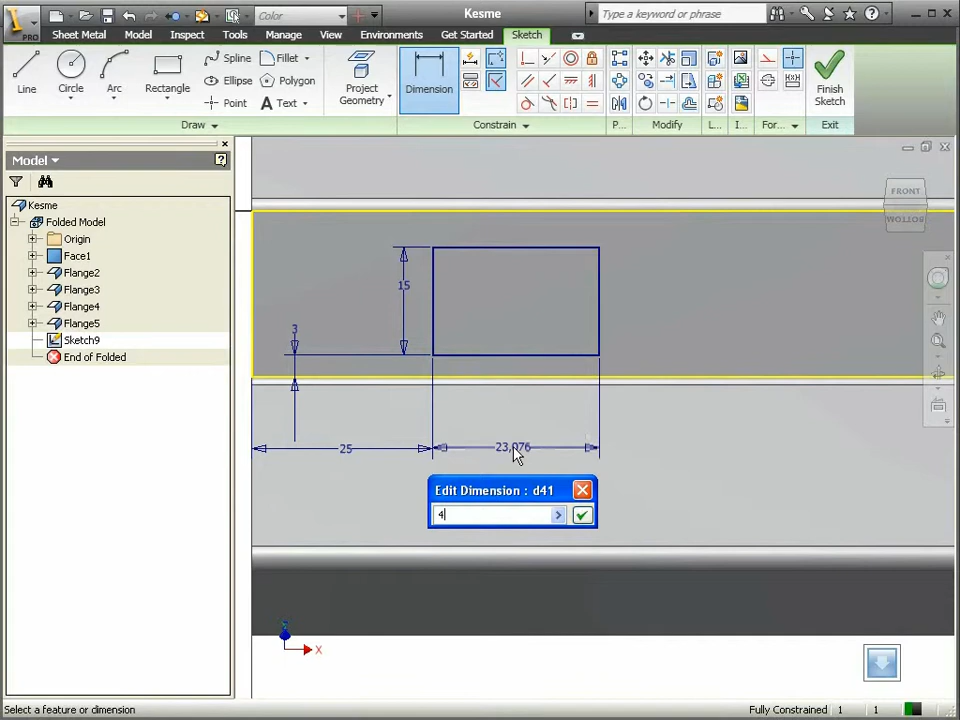 Color
Kesme
Type a keyword or phrase
PRO
Sheet Metal
Model
Inspect
Tools
Manage
View
Environments
Get Started
Sketch
Line
Circle
Arc
Rectangle
Spline
Ellipse
Point
Fillet
Polygon
Text
Project
Geometry
Dimension
Finish
Sketch
Draw
Constrain
P...
Modify
L...
I...
For...
Exit
Model
Kesme
Folded Model
Origin
Face1
Flange2
Flange3
Flange4
Flange5
Sketch9
End of Folded
FRONT
BOTTOM
15
3
25
23,076
Edit Dimension : d41
4
X
Select a feature or dimension
Fully Constrained
1
1